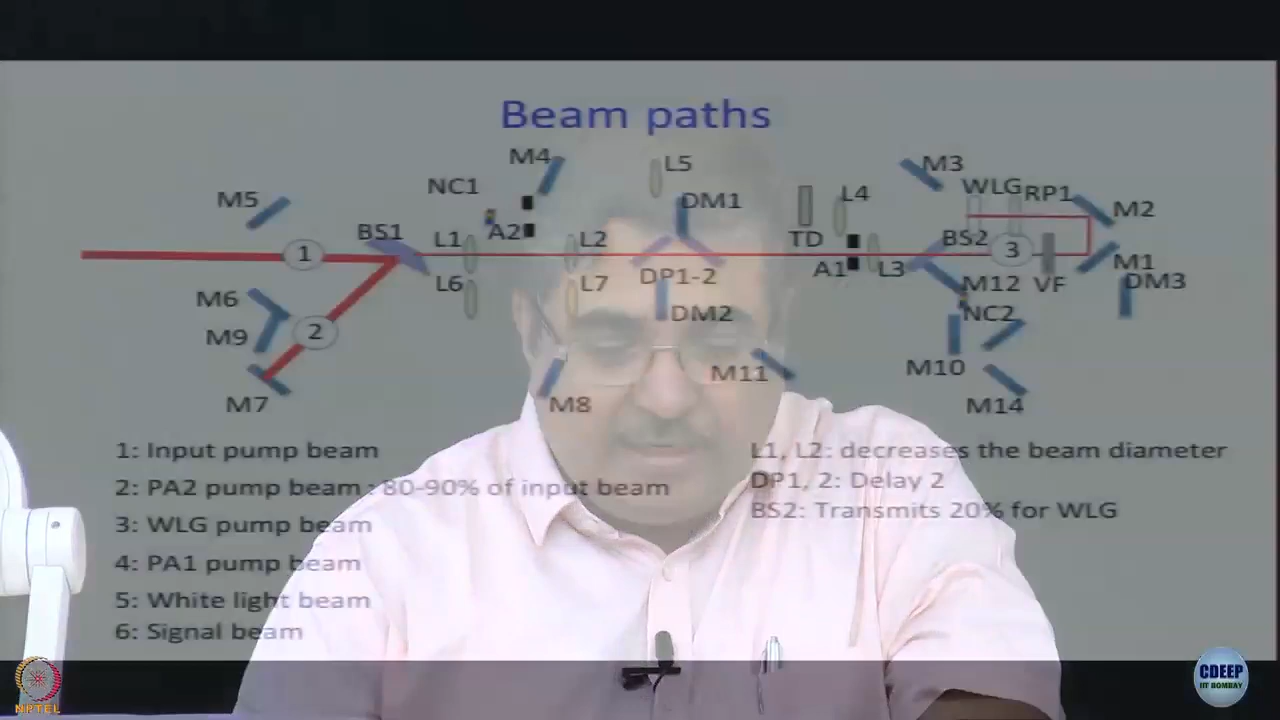 Beam paths
M4
L5
M3
NC1
WLG
RP1
M5
DM1
L4
M2
BS1
L1
A2
L2
TD
BS2
3
1
A1
L3
M1
DP1-2
M12
VF
DM3
L6
L7
M6
DM2
NC2
M9
2
M10
M11
M7
M8
M14
1: Input pump beam
2: PA2 pump beam : 80-90% of input beam
3: WLG pump beam
4: PA1 pump beam
5: White light beam
6: Signal beam
L1, L2: decreases the beam diameter
DP1, 2: Delay 2
BS2: Transmits 20% for WLG
NPTEL
CDEEP
IIT BOMBAY